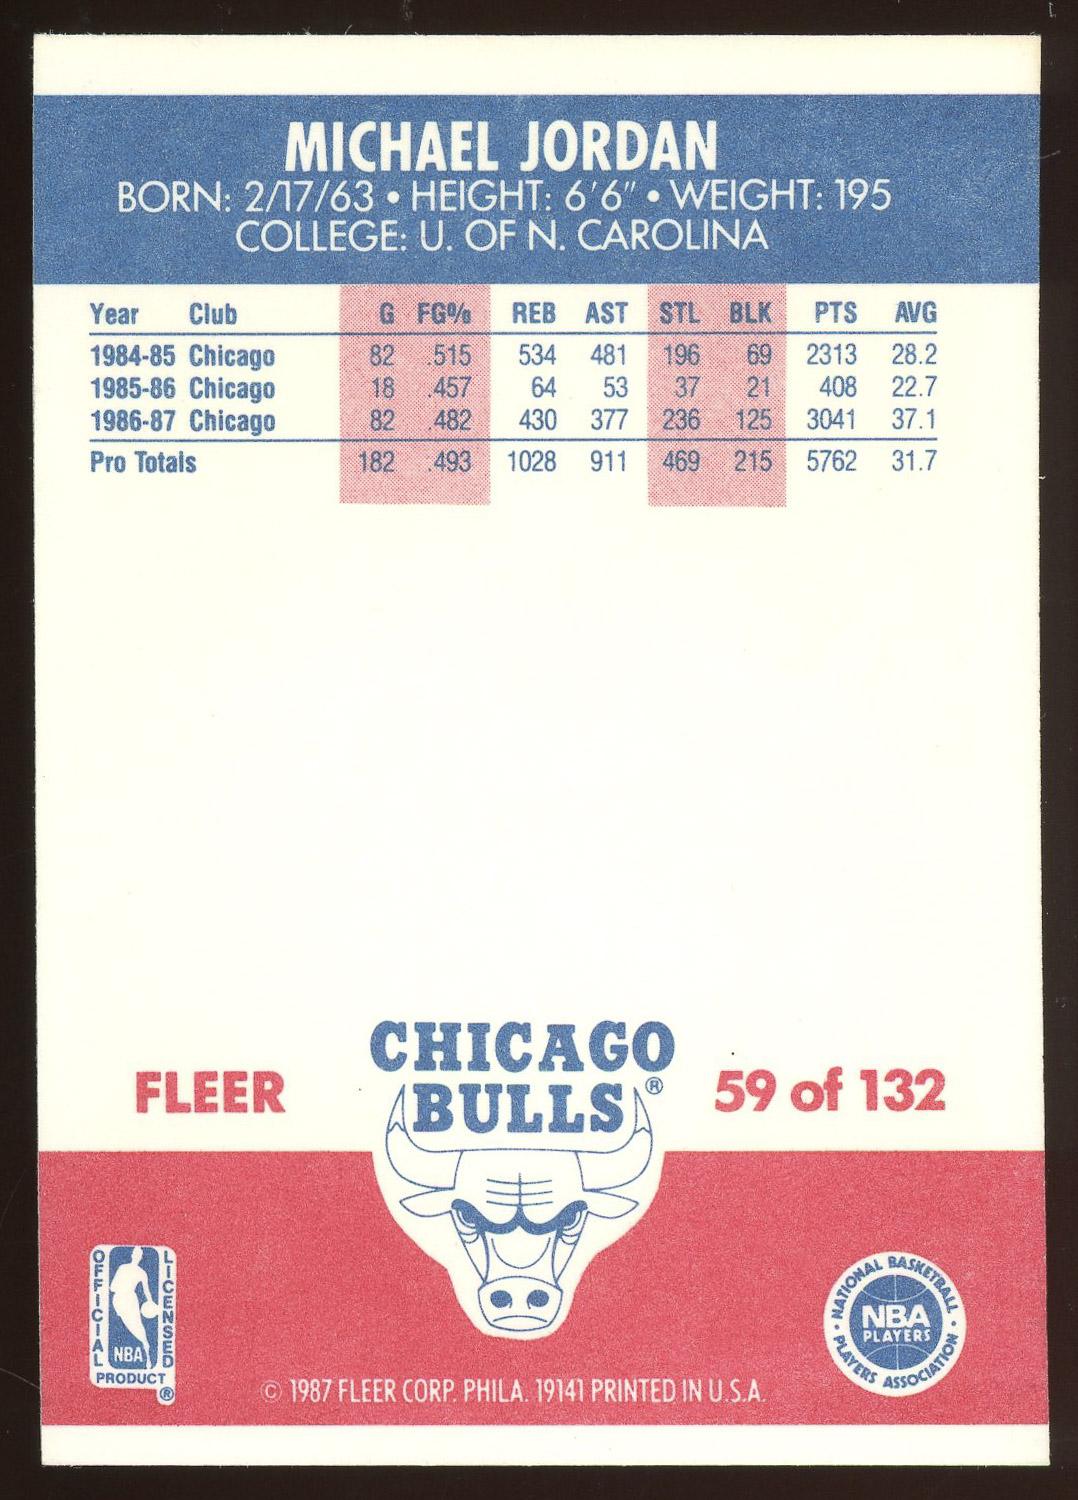 MICHAEL JORDAN
BORN: 2/17/63 • HEIGHT: 6'6" • WEIGHT: 195
COLLEGE: U. OF N. CAROLINA
Year Club G FG% REB AST STL BLK PTS AVG
1984-85 Chicago 82 .515 534 481 196 69 2313 28.2
1985-86 Chicago 18 .457 64 53 37 21 408 22.7
1986-87 Chicago 82 .482 430 377 236 125 3041 37.1
Pro Totals 182 .493 1028 911 469 215 5762 31.7
CHICAGO
BULLS ®
FLEER
59 of 132
OFFICIAL
LICENSED
NBA
PRODUCT
®
NATIONAL BASKETBALL
NBA
PLAYERS
• PLAYERS ASSOCIATION •
© 1987 FLEER CORP. PHILA. 19141 PRINTED IN U.S.A.